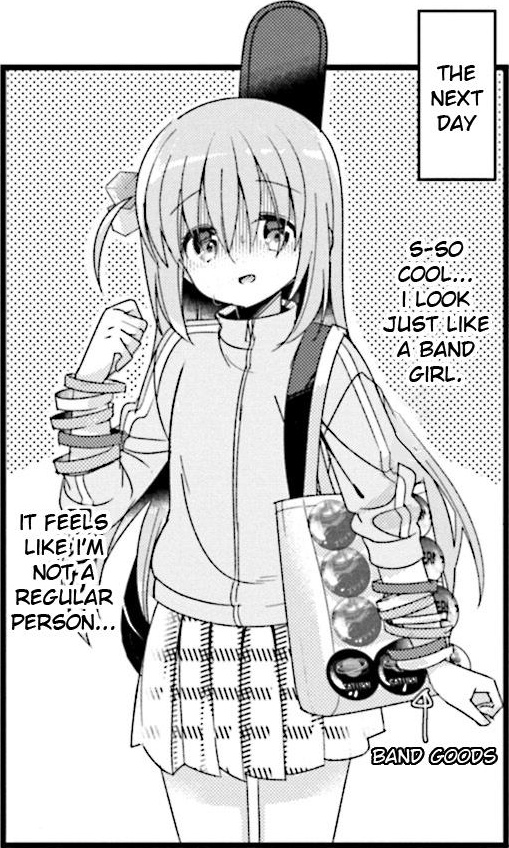 THE
NEXT
DAY
S-SO
COOL...
I LOOK
JUST LIKE
A BAND
GIRL.
IT FEELS
LIKE I'M
NOT A
REGULAR
PERSON...
BAND GOODS